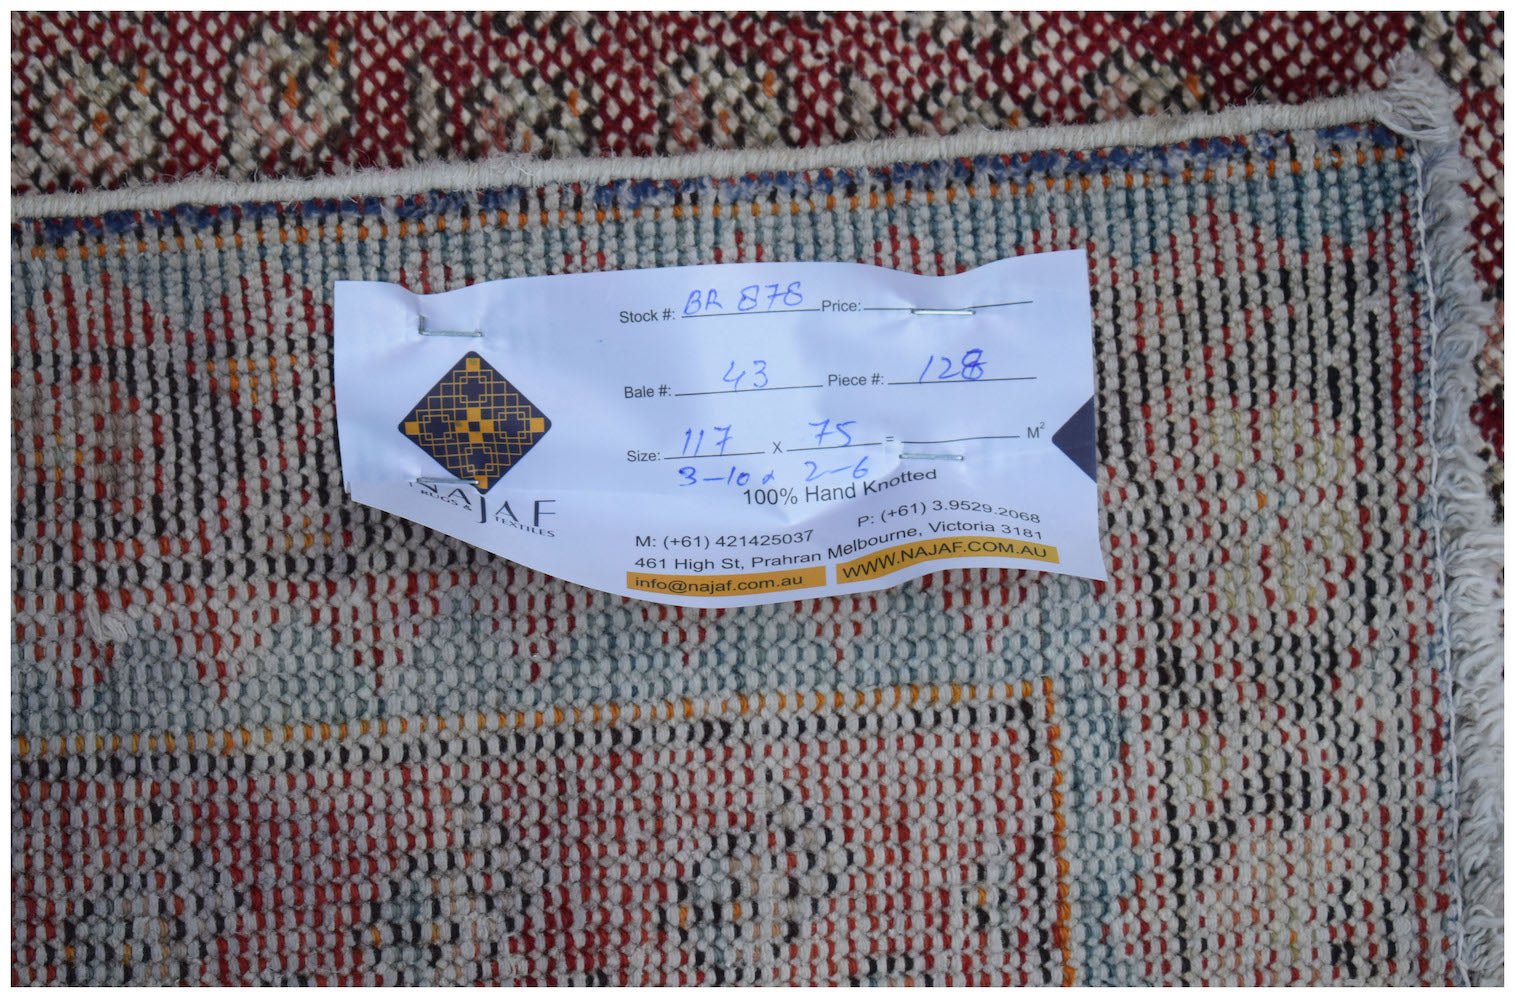 Stock #: BR 878 Price:
Bale #: 43 Piece #: 128
Size: 117 x 75 = M²
3-10 x 2-6
100% Hand Knotted
NAJAF
RUGS & TEXTILES
M: (+61) 421425037 P: (+61) 3.9529.2068
461 High St, Prahran Melbourne, Victoria 3181
info@najaf.com.au WWW.NAJAF.COM.AU